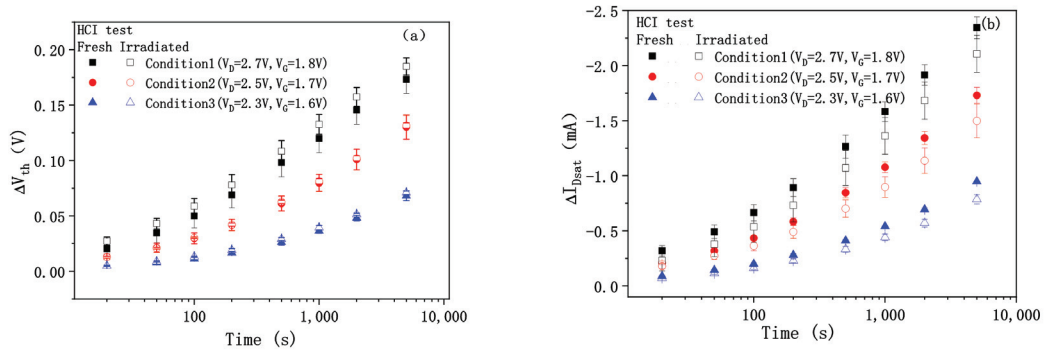 HCI test
(a)
Fresh Irradiated
Condition1(V_D=2.7V, V_G=1.8V)
Condition2(V_D=2.5V, V_G=1.7V)
Condition3(V_D=2.3V, V_G=1.6V)
0.20
0.15
0.10
0.05
0.00
ΔV_th (V)
100
1,000
10,000
Time (s)
HCI test
(b)
Fresh Irradiated
Condition1(V_D=2.7V, V_G=1.8V)
Condition2(V_D=2.5V, V_G=1.7V)
Condition3(V_D=2.3V, V_G=1.6V)
-2.5
-2.0
-1.5
-1.0
-0.5
0.0
ΔI_Dsat (mA)
100
1,000
10,000
Time (s)